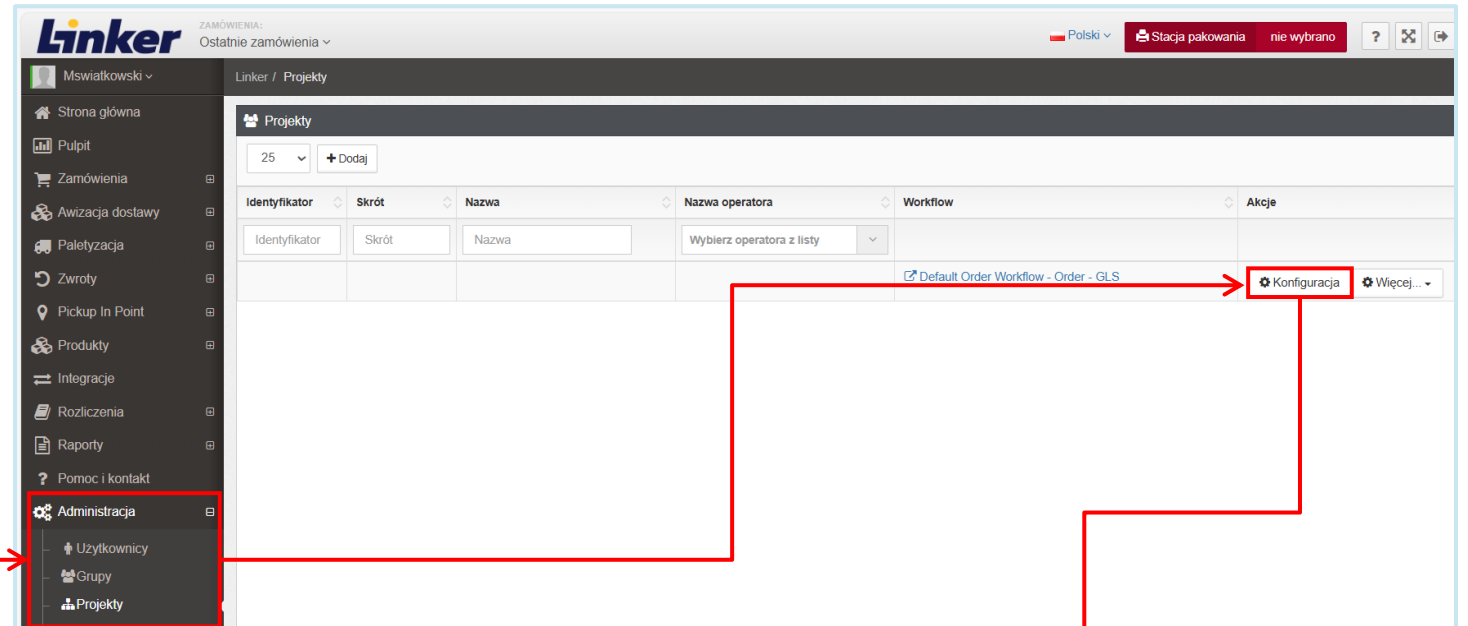 Linker
ZAMÓWIENIA:
Ostatnie zamówienia
Polski
Stacja pakowania nie wybrano ?
Mswiatkowski
Linker / Projekty
Strona główna
Pulpit
Zamówienia
Awizacja dostawy
Paletyzacja
Zwroty
Pickup In Point
Produkty
Integracje
Rozliczenia
Raporty
? Pomoc i kontakt
Administracja
Użytkownicy
Grupy
Projekty
Projekty
25 + Dodaj
Identyfikator Skrót Nazwa Nazwa operatora Workflow Akcje
Identyfikator Skrót Nazwa Wybierz operatora z listy
Default Order Workflow - Order - GLS
Konfiguracja Więcej...